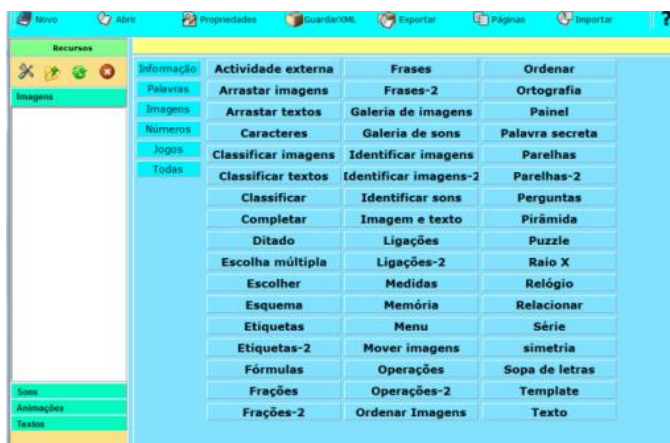 Novo Abrir Propriedades GuardarXML Exportar Páginas Importar ?
Recursos
Imagens
Sons
Animações
Textos
Informação
Palavras
Imagens
Números
Jogos
Todas
Actividade externa Frases Ordenar
Arrastar imagens Frases-2 Ortografia
Arrastar textos Galeria de imagens Painel
Caracteres Galeria de sons Palavra secreta
Classificar imagens Identificar imagens Parelhas
Classificar textos Identificar imagens-2 Parelhas-2
Classificar Identificar sons Perguntas
Completar Imagem e texto Pirâmida
Ditado Ligações Puzzle
Escolha múltipla Ligações-2 Raio X
Escolher Medidas Relógio
Esquema Memória Relacionar
Etiquetas Menu Série
Etiquetas-2 Mover imagens simetria
Fórmulas Operações Sopa de letras
Frações Operações-2 Template
Frações-2 Ordenar Imagens Texto